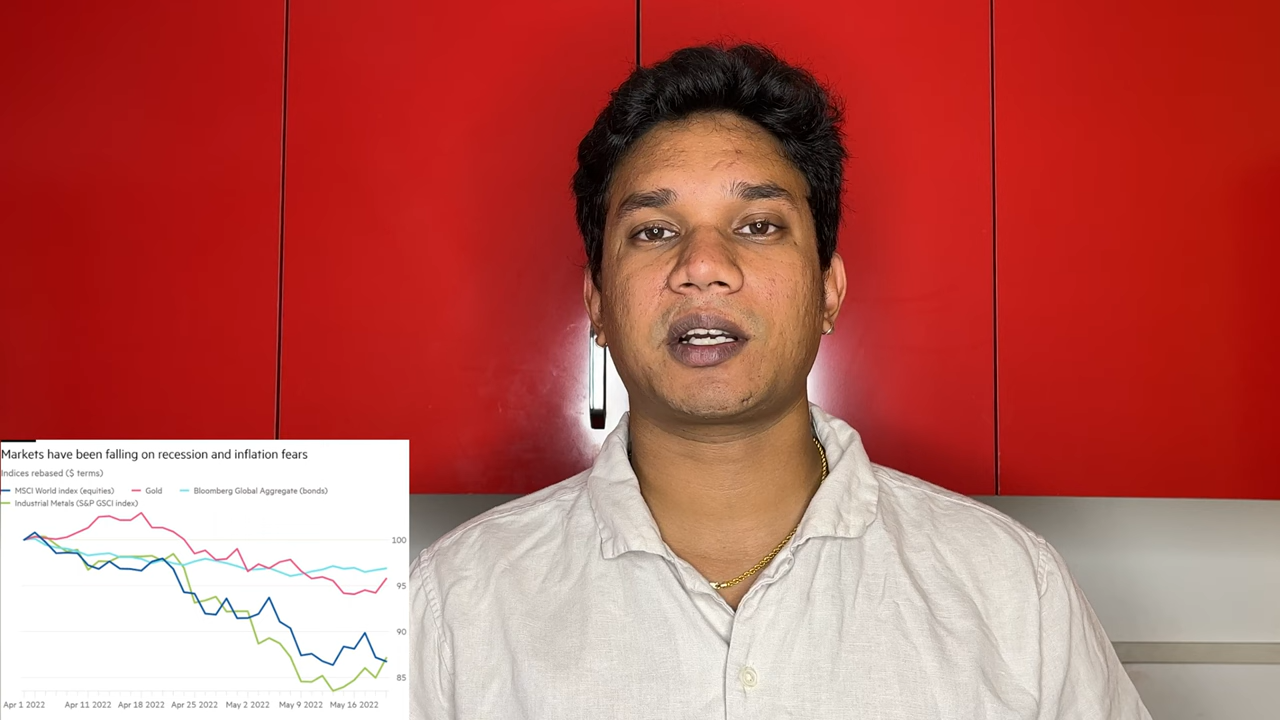 Markets have been falling on recession and inflation fears
Indices rebased ($ terms)
MSCI World index (equities) Gold Bloomberg Global Aggregate (bonds)
Industrial Metals (S&P GSCI index)
100
95
90
85
Apr 1 2022 Apr 11 2022 Apr 18 2022 Apr 25 2022 May 2 2022 May 9 2022 May 16 2022